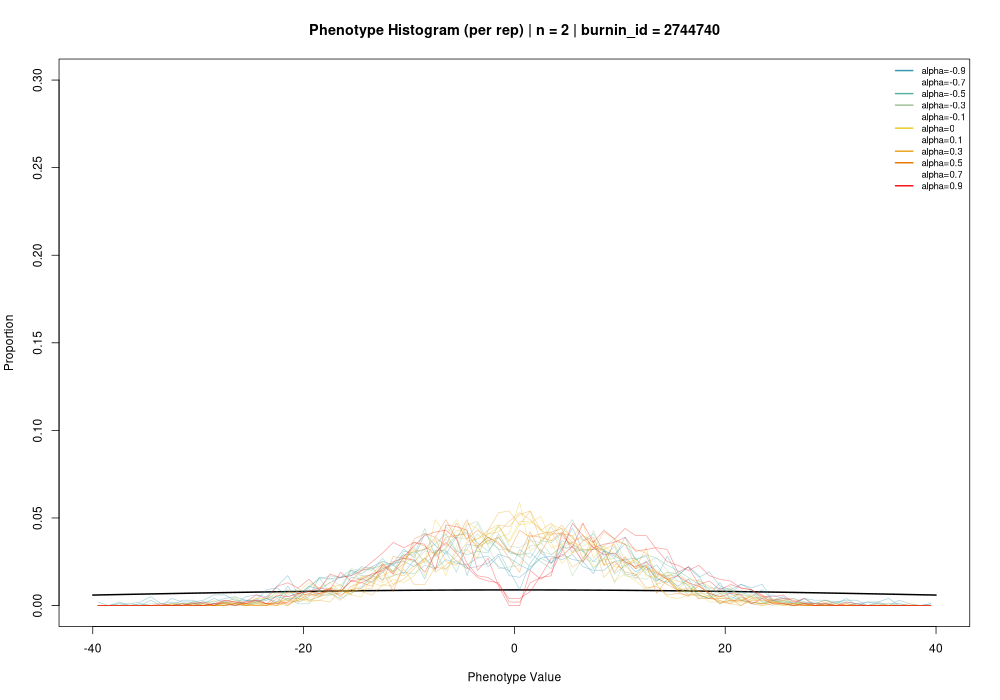 Phenotype Histogram (per rep) | n = 2 | burnin_id = 2744740
alpha=-0.9
alpha=-0.7
alpha=-0.5
alpha=-0.3
alpha=-0.1
alpha=0
alpha=0.1
alpha=0.3
alpha=0.5
alpha=0.7
alpha=0.9
Proportion
0.30
0.25
0.20
0.15
0.10
0.05
0.00
-40 -20 0 20 40
Phenotype Value